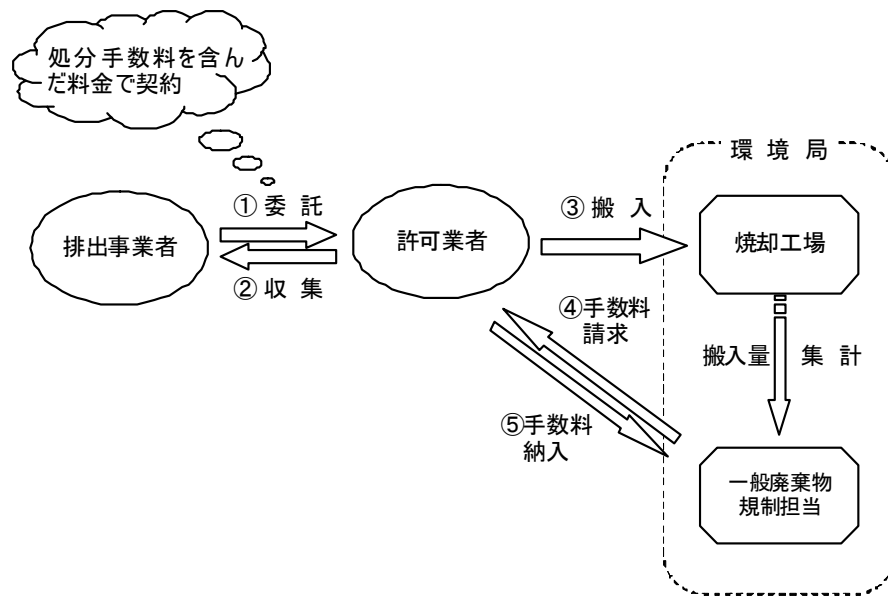 処分手数料を含ん
だ料金で契約
環境局
①委託
③搬入
排出事業者
許可業者
焼却工場
②収集
④手数料
請求
搬入量 集計
⑤手数料
納入
一般廃棄物
規制担当